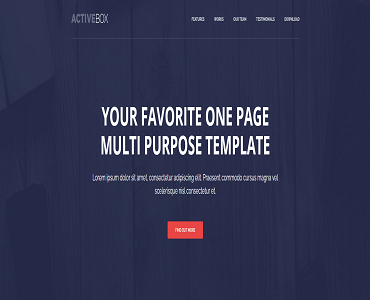 ACTIVEBOX
FEATURES WORKS OUR TEAM TESTIMONIALS DOWNLOAD
YOUR FAVORITE ONE PAGE
MULTI PURPOSE TEMPLATE
Lorem ipsum dolor sit amet, consectetur adipiscing elit. Praesent commodo cursus magna vel
scelerisque nisl consectetur et.
FIND OUT MORE